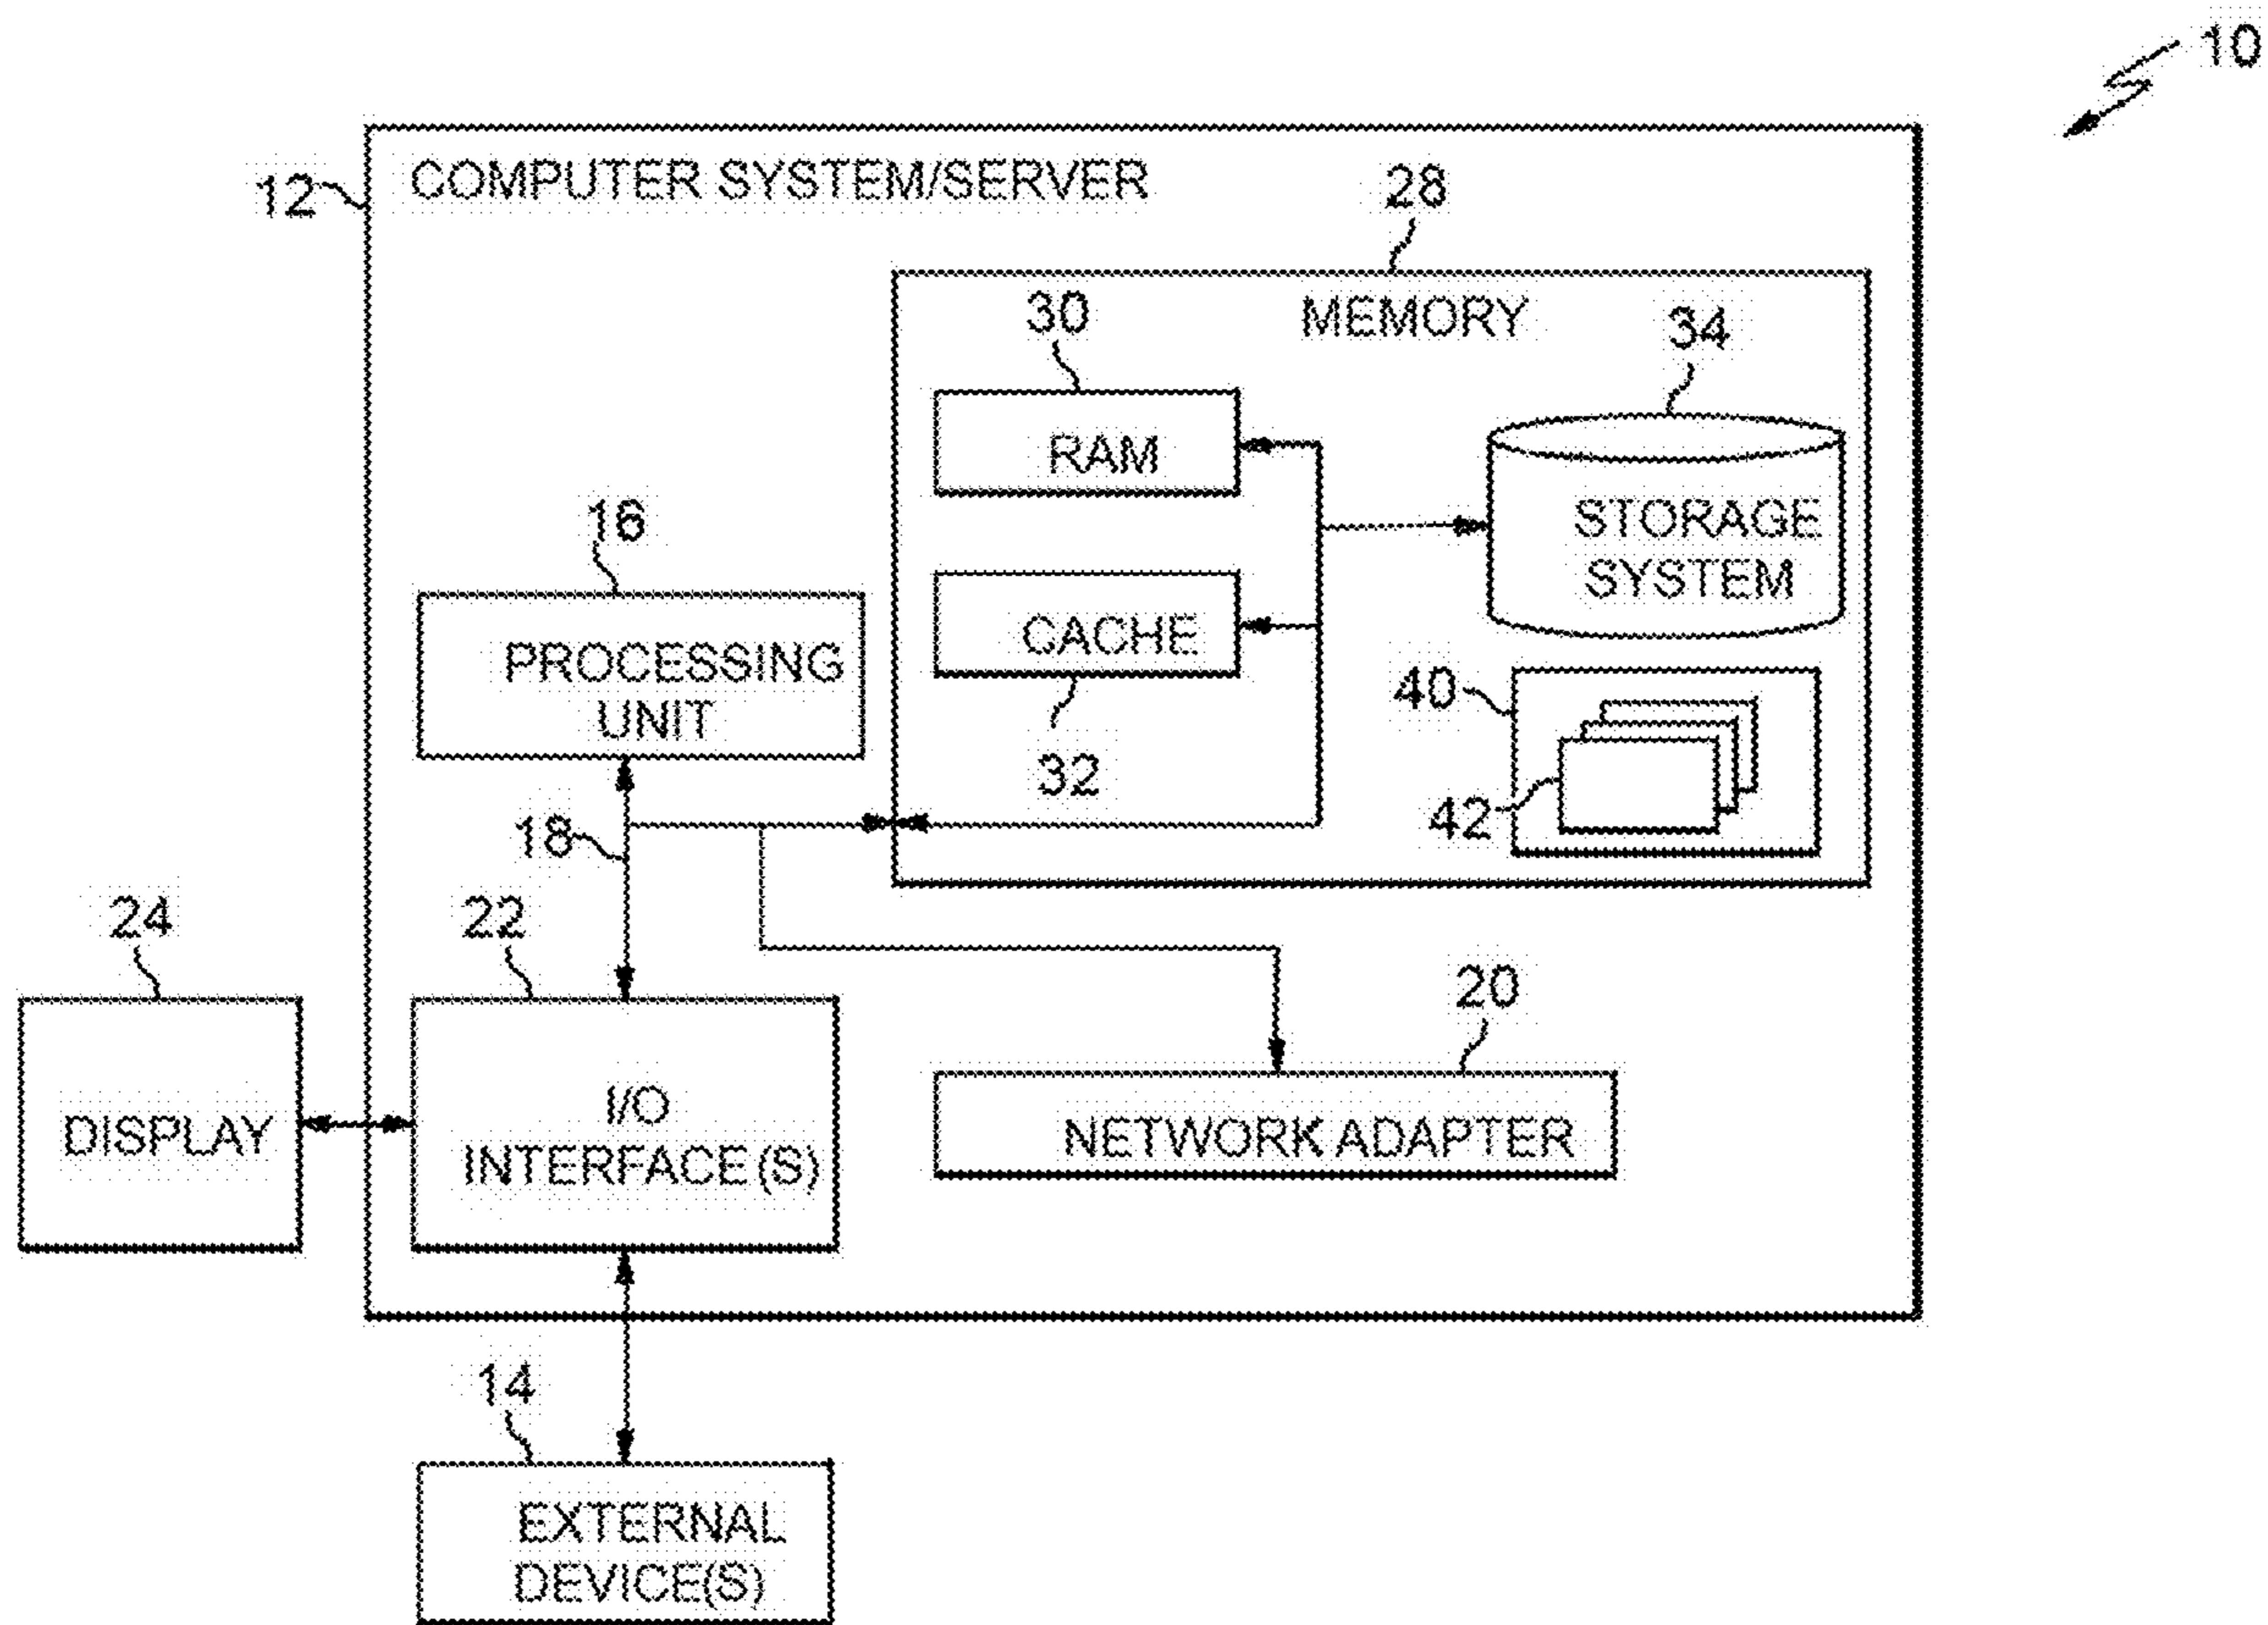 10
12
COMPUTER SYSTEM/SERVER
28
MEMORY
30
34
RAM
STORAGE
SYSTEM
16
CACHE
PROCESSING
UNIT
32
40
42
18
24
22
20
DISPLAY
I/O
INTERFACE(S)
NETWORK ADAPTER
14
EXTERNAL
DEVICE(S)